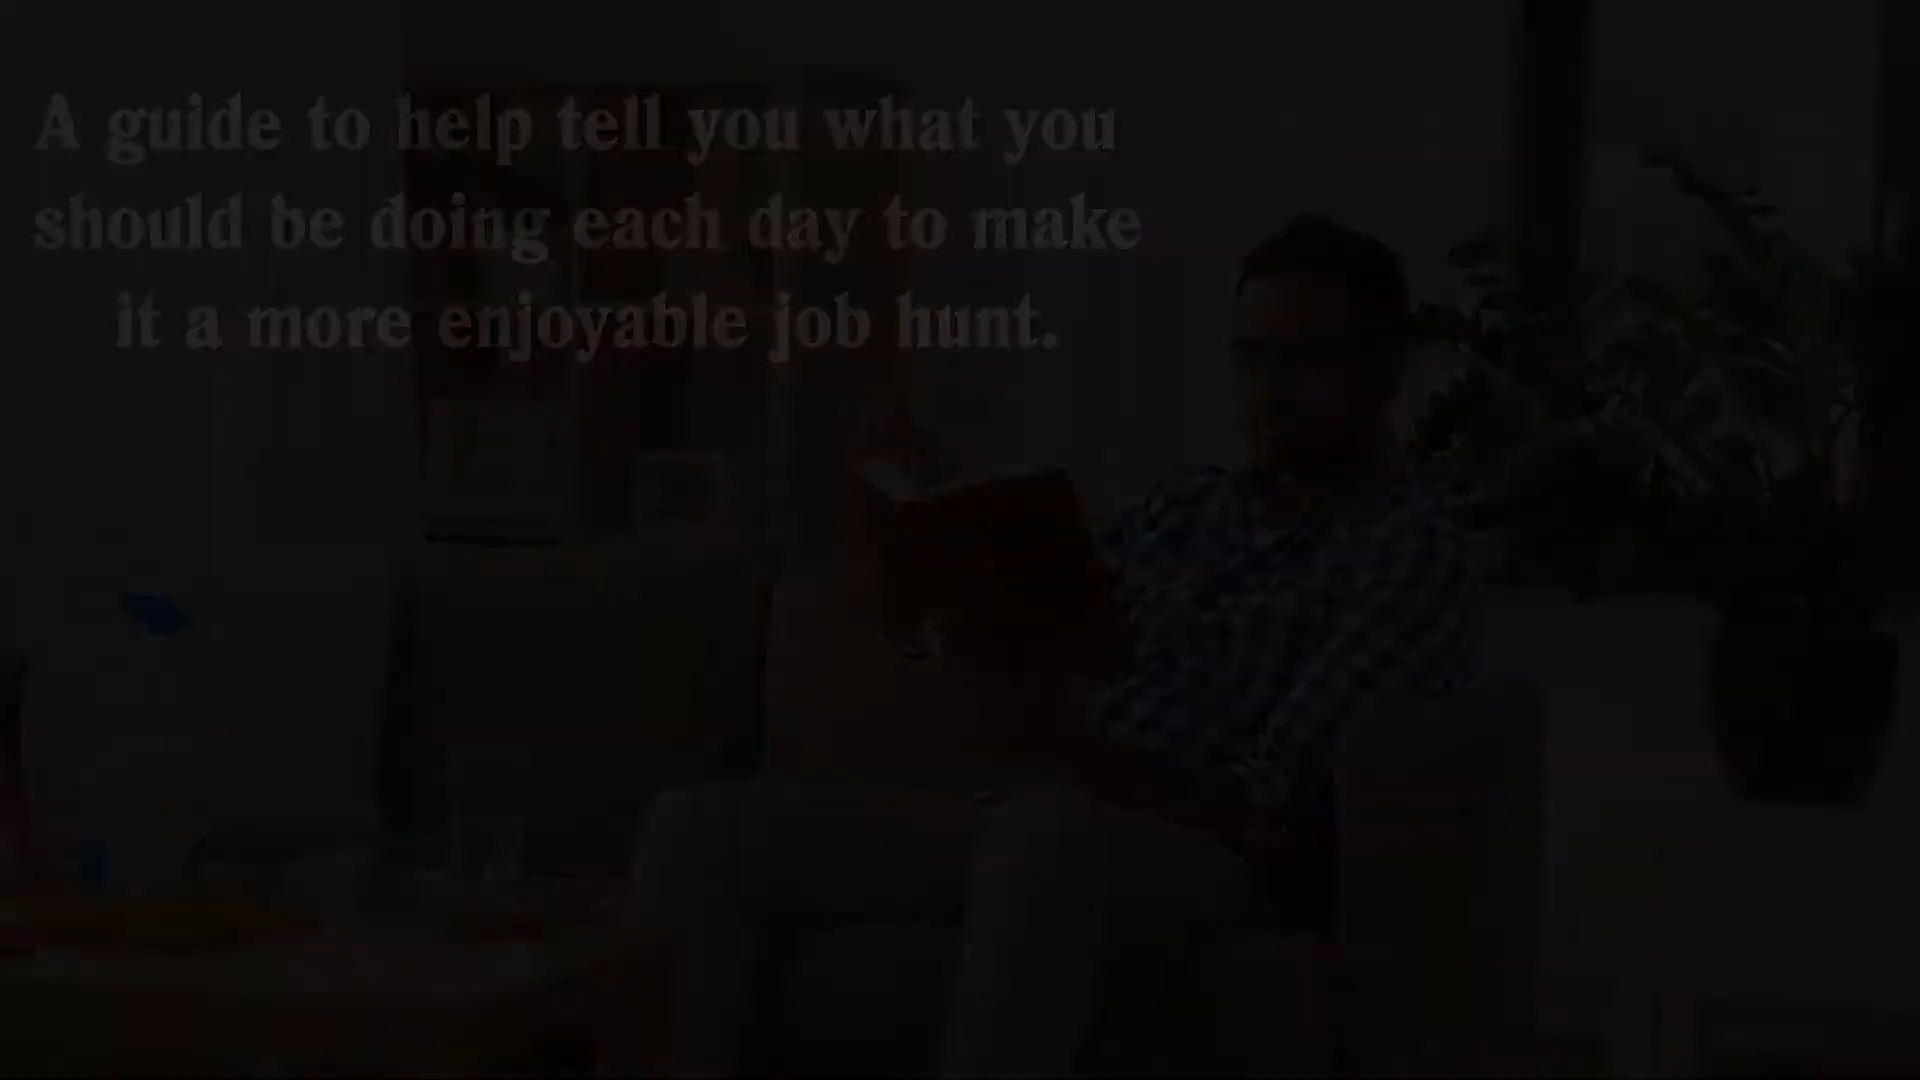 A guide to help tell you what you
should be doing each day to make
it a more enjoyable job hunt.